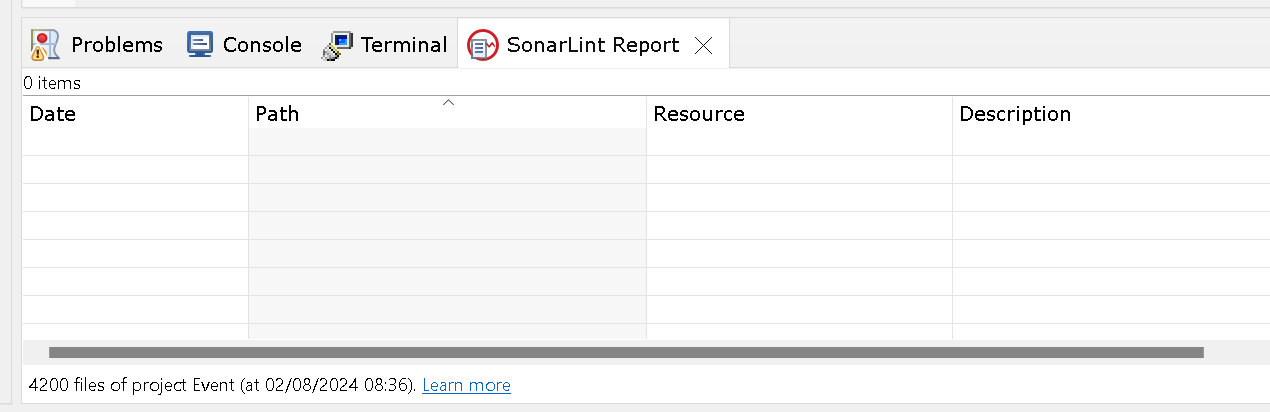 Problems Console Terminal SonarLint Report
0 items
Date Path Resource Description
4200 files of project Event (at 02/08/2024 08:36). Learn more